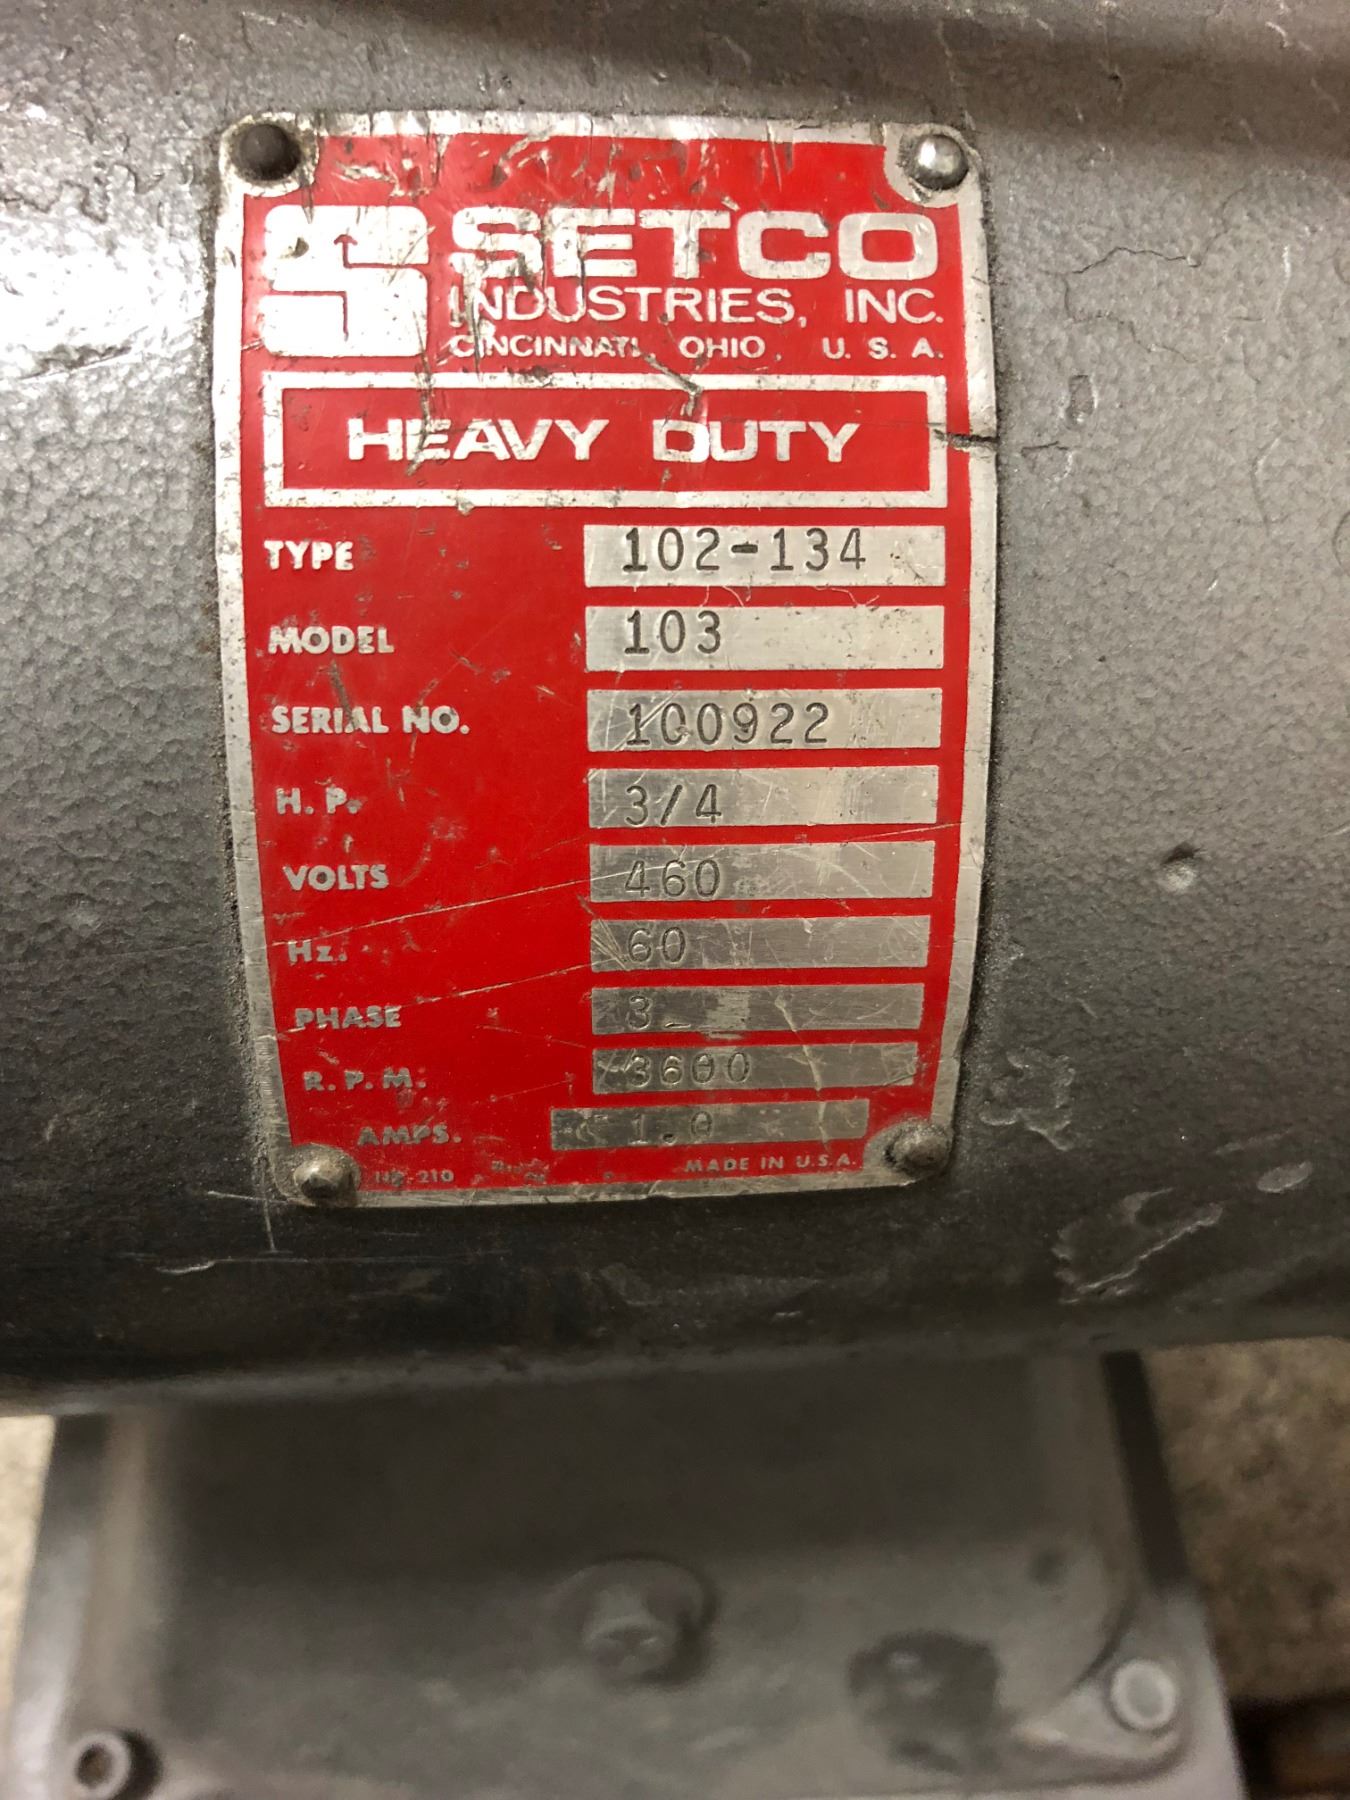 SETCO
INDUSTRIES, INC.
CINCINNATI, OHIO, U. S. A.
HEAVY DUTY
TYPE 102-134
MODEL 103
SERIAL NO. 100922
H. P. 3/4
VOLTS 460
Hz. 60
PHASE 3
R. P. M. 3600
AMPS. 1.0
210 MADE IN U.S.A.